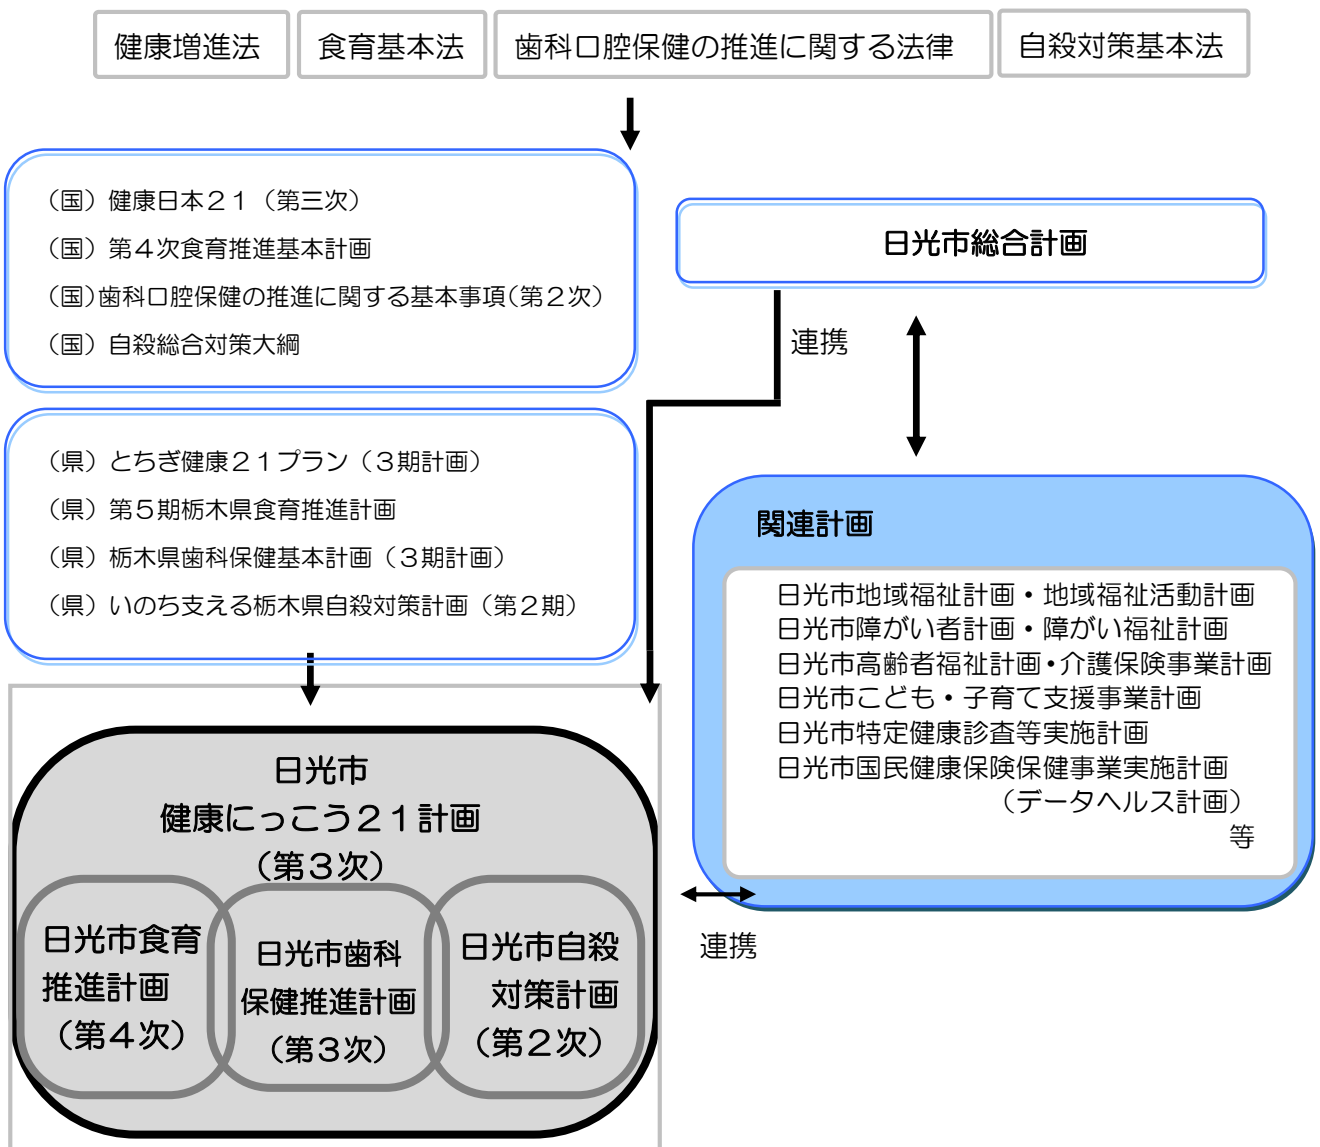 健康増進法
食育基本法
歯科口腔保健の推進に関する法律
自殺対策基本法
（国）健康日本２１（第三次）
（国）第４次食育推進基本計画
（国）歯科口腔保健の推進に関する基本事項（第２次）
（国）自殺総合対策大綱
日光市総合計画
連携
（県）とちぎ健康２１プラン（３期計画）
（県）第５期栃木県食育推進計画
（県）栃木県歯科保健基本計画（３期計画）
（県）いのち支える栃木県自殺対策計画（第２期）
関連計画
日光市地域福祉計画・地域福祉活動計画
日光市障がい者計画・障がい福祉計画
日光市高齢者福祉計画・介護保険事業計画
日光市こども・子育て支援事業計画
日光市特定健康診査等実施計画
日光市国民健康保険保健事業実施計画
（データヘルス計画）
等
連携
日光市
健康にっこう２１計画
（第３次）
日光市食育
推進計画
（第４次）
日光市歯科
保健推進計画
（第３次）
日光市自殺
対策計画
（第２次）